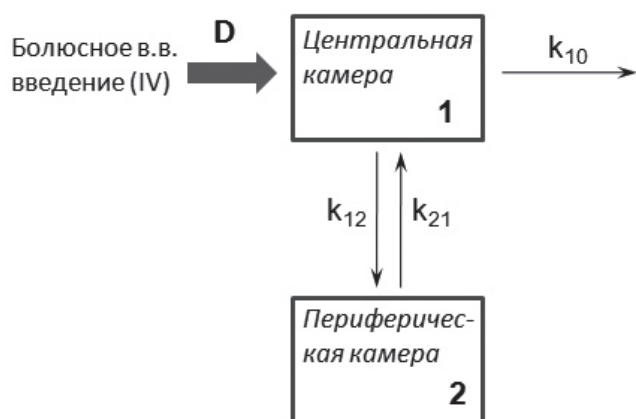 Болюсное в.в.
введение (IV)
D
Центральная
камера
1
k10
k12
k21
Периферичес-
кая камера
2